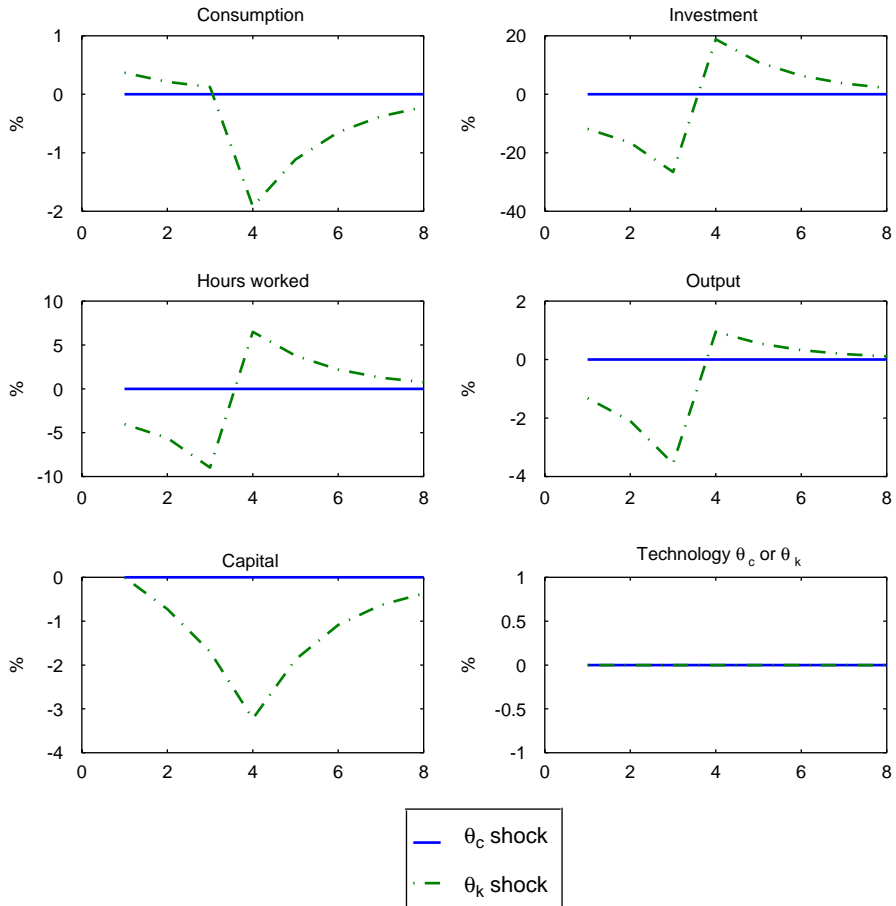 Consumption
1
0
-1
-2
%
0 2 4 6 8
Investment
20
0
-20
-40
%
0 2 4 6 8
Hours worked
10
5
0
-5
-10
%
0 2 4 6 8
Output
2
0
-2
-4
%
0 2 4 6 8
Capital
0
-1
-2
-3
-4
%
0 2 4 6 8
Technology θc or θk
1
0.5
0
-0.5
-1
%
0 2 4 6 8
θc shock
θk shock